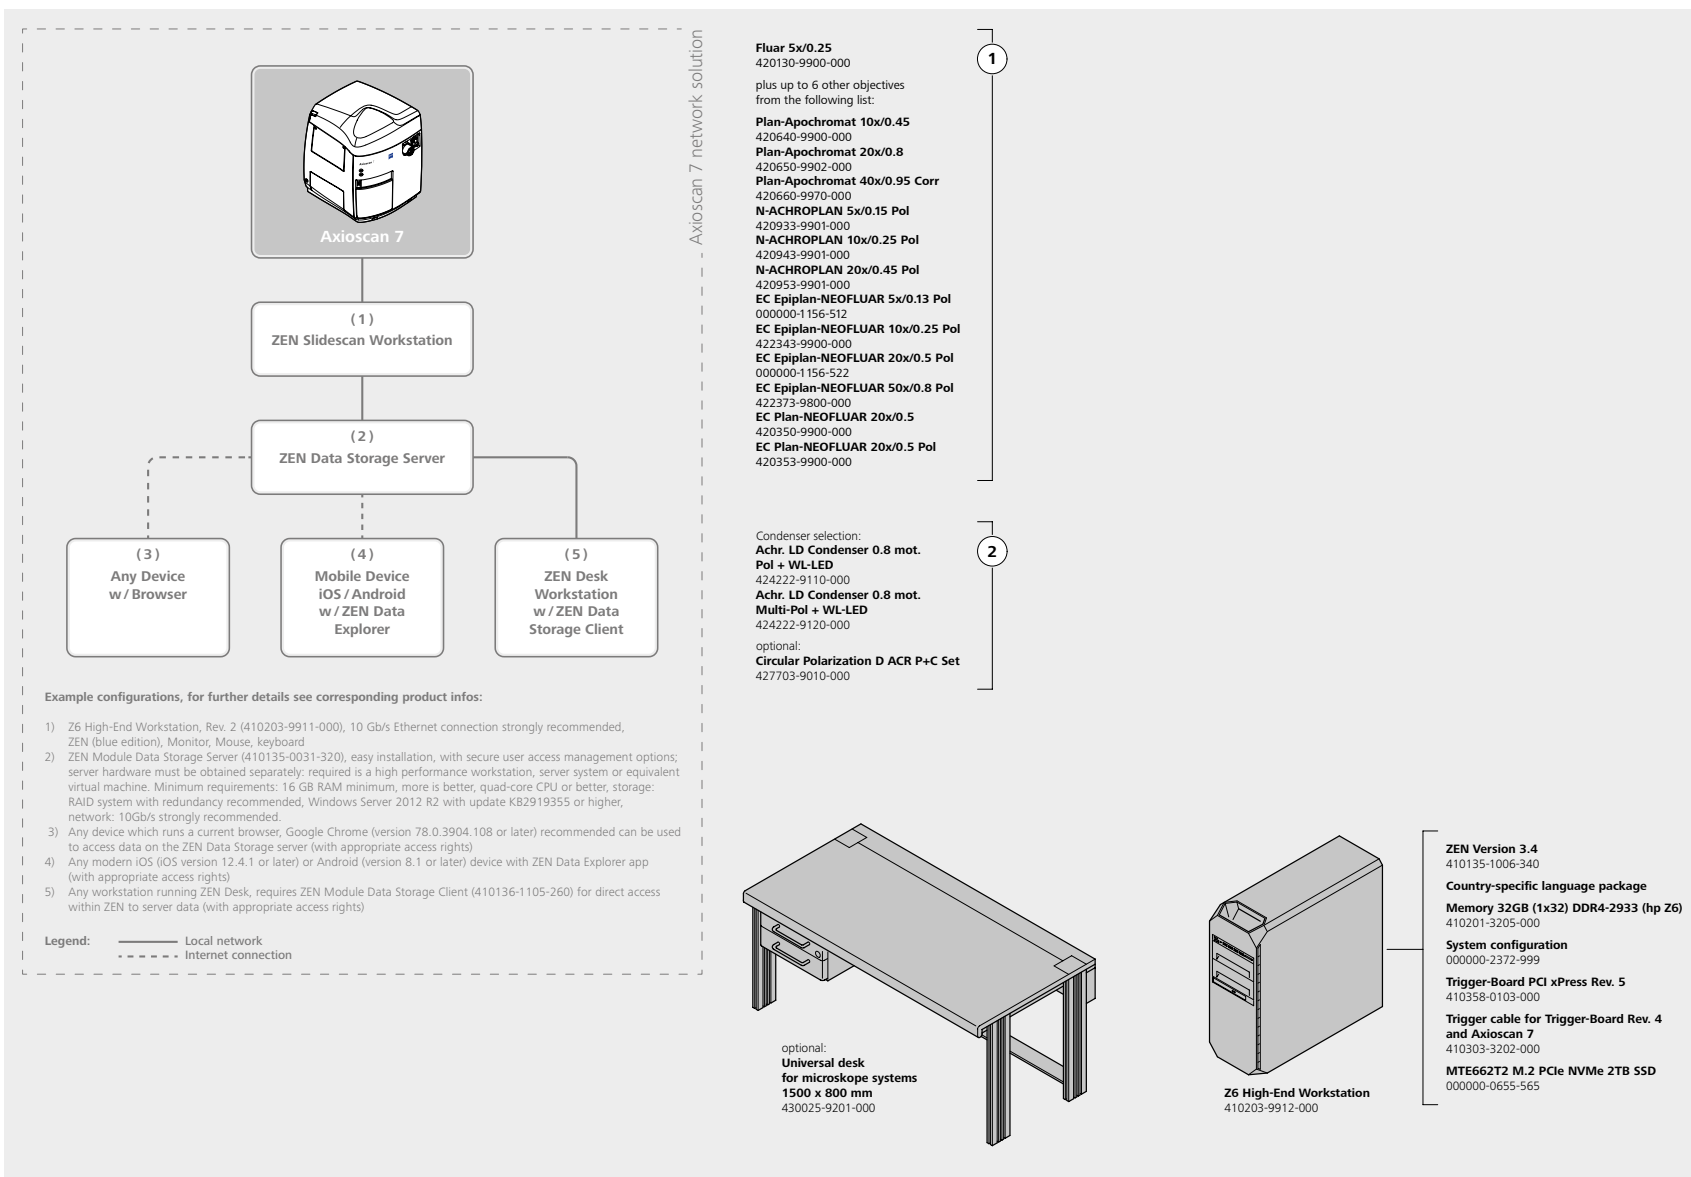 Axioscan 7 network solution
Axioscan 7
(1)
ZEN Slidescan Workstation
(2)
ZEN Data Storage Server
(3)
Any Device
w/Browser
(4)
Mobile Device
iOS/Android
w/ZEN Data
Explorer
(5)
ZEN Desk
Workstation
w/ZEN Data
Storage Client
Example configurations, for further details see corresponding product infos:
1) Z6 High-End Workstation, Rev. 2 (410203-9911-000), 10 Gb/s Ethernet connection strongly recommended,
ZEN (blue edition), Monitor, Mouse, keyboard
2) ZEN Module Data Storage Server (410135-0031-320), easy installation, with secure user access management options;
server hardware must be obtained separately: required is a high performance workstation, server system or equivalent
virtual machine. Minimum requirements: 16 GB RAM minimum, more is better, quad-core CPU or better, storage:
RAID system with redundancy recommended, Windows Server 2012 R2 with update KB2919355 or higher,
network: 10Gb/s strongly recommended.
3) Any device which runs a current browser, Google Chrome (version 78.0.3904.108 or later) recommended can be used
to access data on the ZEN Data Storage server (with appropriate access rights)
4) Any modern iOS (iOS version 12.4.1 or later) or Android (version 8.1 or later) device with ZEN Data Explorer app
(with appropriate access rights)
5) Any workstation running ZEN Desk, requires ZEN Module Data Storage Client (410136-1105-260) for direct access
within ZEN to server data (with appropriate access rights)
Legend: Local network
Internet connection
Fluar 5x/0.25
420130-9900-000
plus up to 6 other objectives
from the following list:
Plan-Apochromat 10x/0.45
420640-9900-000
Plan-Apochromat 20x/0.8
420650-9902-000
Plan-Apochromat 40x/0.95 Corr
420660-9970-000
N-ACHROPLAN 5x/0.15 Pol
420933-9901-000
N-ACHROPLAN 10x/0.25 Pol
420943-9901-000
N-ACHROPLAN 20x/0.45 Pol
420953-9901-000
EC Epiplan-NEOFLUAR 5x/0.13 Pol
000000-1156-512
EC Epiplan-NEOFLUAR 10x/0.25 Pol
422343-9900-000
EC Epiplan-NEOFLUAR 20x/0.5 Pol
000000-1156-522
EC Epiplan-NEOFLUAR 50x/0.8 Pol
422373-9800-000
EC Plan-NEOFLUAR 20x/0.5
420350-9900-000
EC Plan-NEOFLUAR 20x/0.5 Pol
420353-9900-000
1
Condenser selection:
Achr. LD Condenser 0.8 mot.
Pol + WL-LED
424222-9110-000
Achr. LD Condenser 0.8 mot.
Multi-Pol + WL-LED
424222-9120-000
optional:
Circular Polarization D ACR P+C Set
427703-9010-000
2
optional:
Universal desk
for microskope systems
1500 x 800 mm
430025-9201-000
Z6 High-End Workstation
410203-9912-000
ZEN Version 3.4
410135-1006-340
Country-specific language package
Memory 32GB (1x32) DDR4-2933 (hp Z6)
410201-3205-000
System configuration
000000-2372-999
Trigger-Board PCI xPress Rev. 5
410358-0103-000
Trigger cable for Trigger-Board Rev. 4
and Axioscan 7
410303-3202-000
MTE662T2 M.2 PCIe NVMe 2TB SSD
000000-0655-565